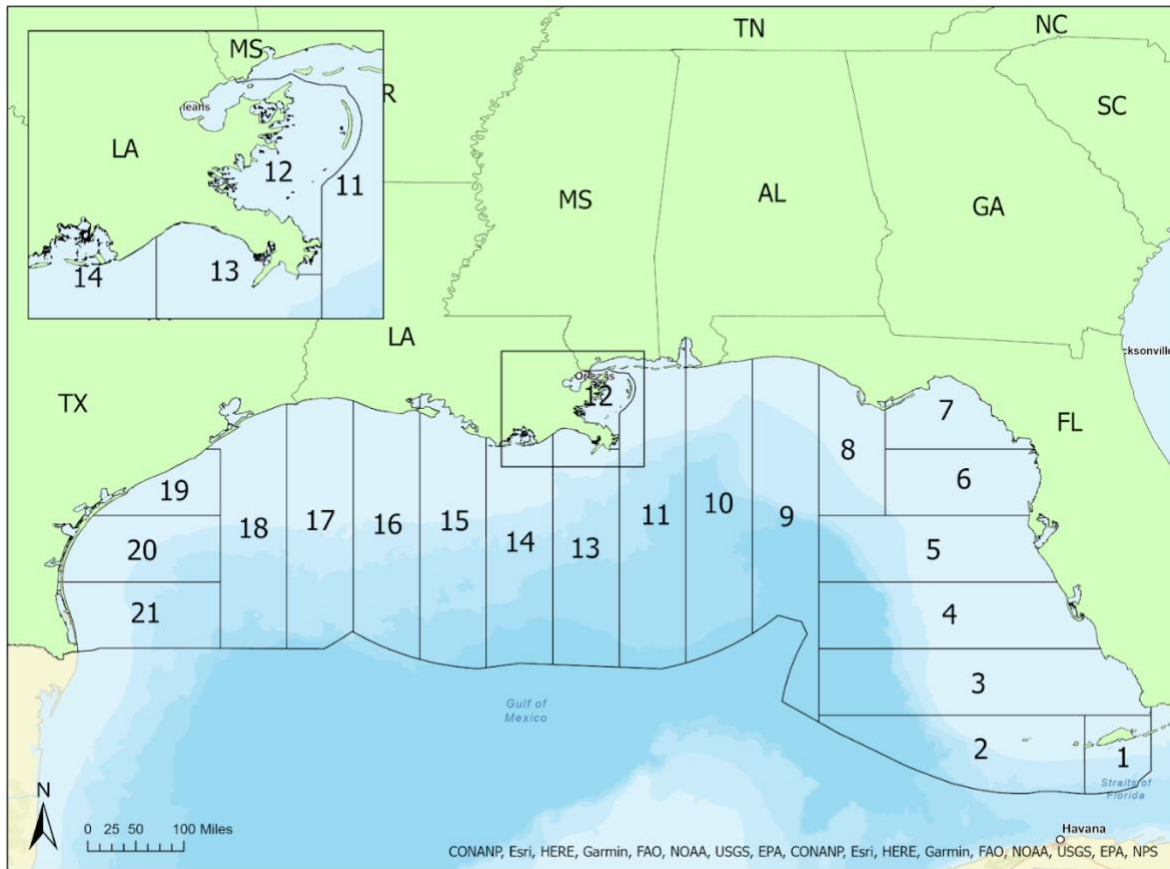 TN
NC
MS
R
SC
leans
LA
12
11
MS
AL
GA
14
13
LA
cksonville
TX
12
7
FL
8
6
19
18
17
16
15
14
13
11
10
9
5
20
21
4
3
Gulf of
Mexico
2
1
Straits of
Florida
N
0 25 50 100 Miles
Havana
CONANP, Esri, HERE, Garmin, FAO, NOAA, USGS, EPA, CONANP, Esri, HERE, Garmin, FAO, NOAA, USGS, EPA, NPS